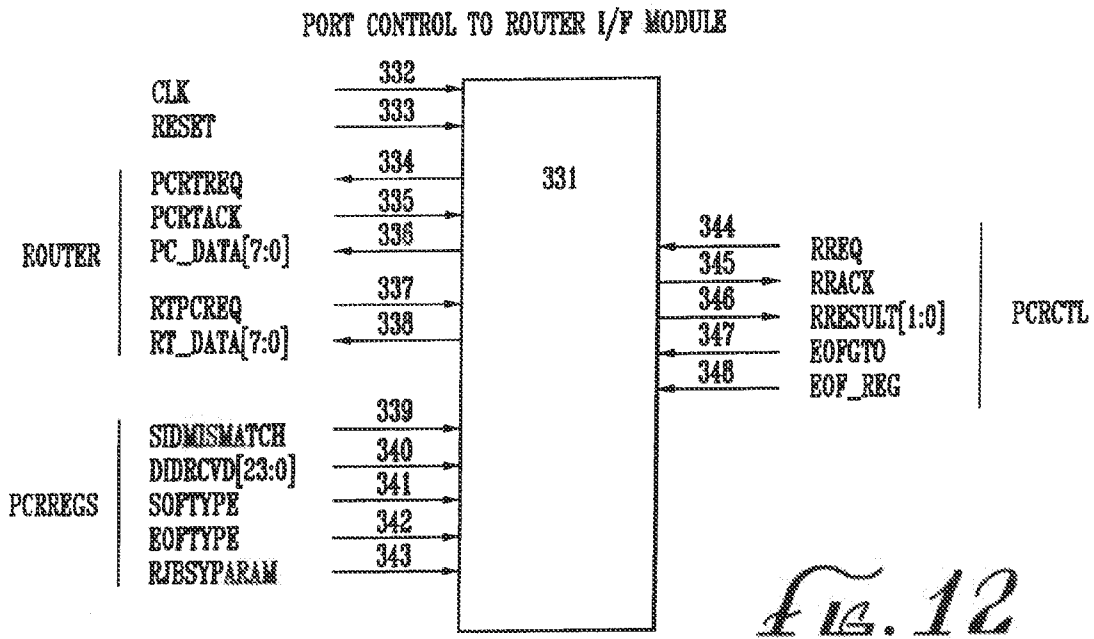 PORT CONTROL TO ROUTER I/F MODULE
CLK 332
RESET 333
331
ROUTER
PCRTREQ 334
PCRTACK 335
PC_DATA[7:0] 336
RTPCREQ 337
RT_DATA[7:0] 338
PCRREGS
SIDMISMATCH 339
DIDRCVD[23:0] 340
SOFTYPE 341
EOFTYPE 342
RJBSYPARAM 343
344 RREQ
345 RRACK
346 RRESULT[1:0]
347 EOFGTO
348 EOF_REG
PCRCTL
FIG. 12